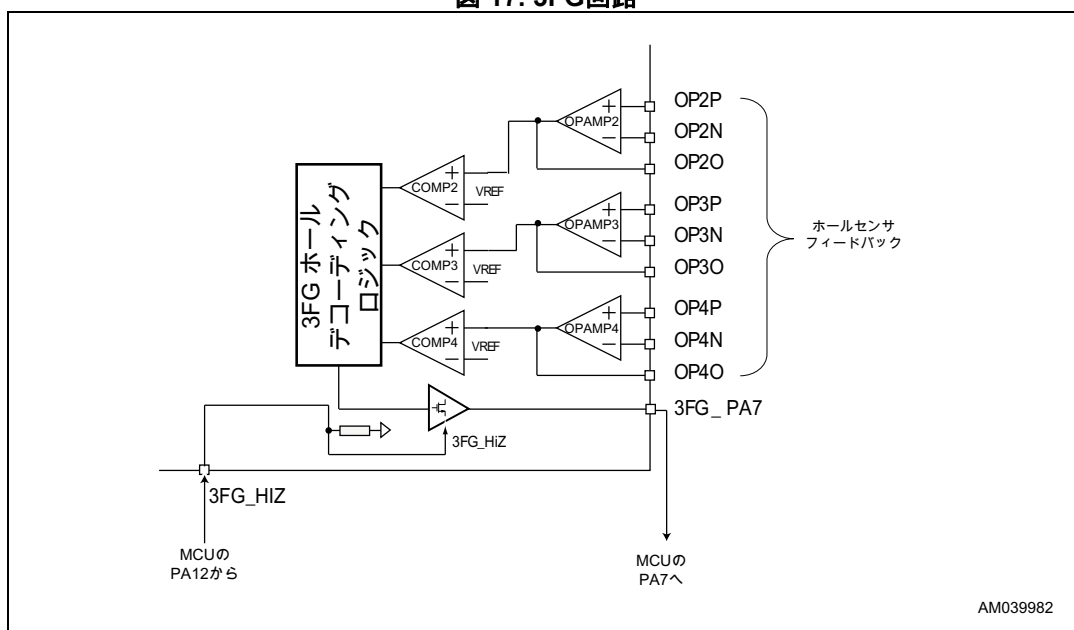 図 17. 3FG回路
OP2P
OPAMP2
OP2N
OP2O
COMP2
VREF
OP3P
OPAMP3
OP3N
OP3O
COMP3
VREF
OP4P
OPAMP4
OP4N
OP4O
COMP4
VREF
ホールセンサ
フィードバック
3FG ホール
デコーディング
ロジック
3FG_PA7
3FG_HiZ
3FG_HIZ
MCUの
PA12から
MCUの
PA7へ
AM039982